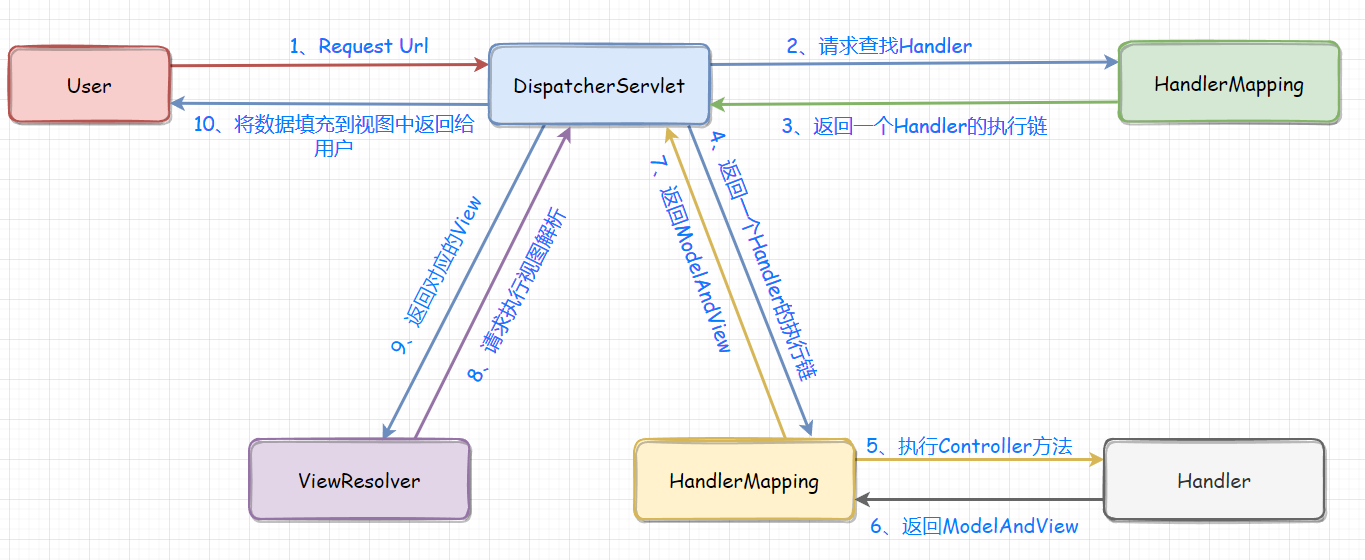 1、Request Url
2、请求查找Handler
User
DispatcherServlet
HandlerMapping
10、将数据填充到视图中返回给
用户
3、返回一个Handler的执行链
4、返回一个Handler的执行链
7、返回ModelAndView
9、返回对应的View
8、请求执行视图解析
ViewResolver
HandlerMapping
5、执行Controller方法
Handler
6、返回ModelAndView